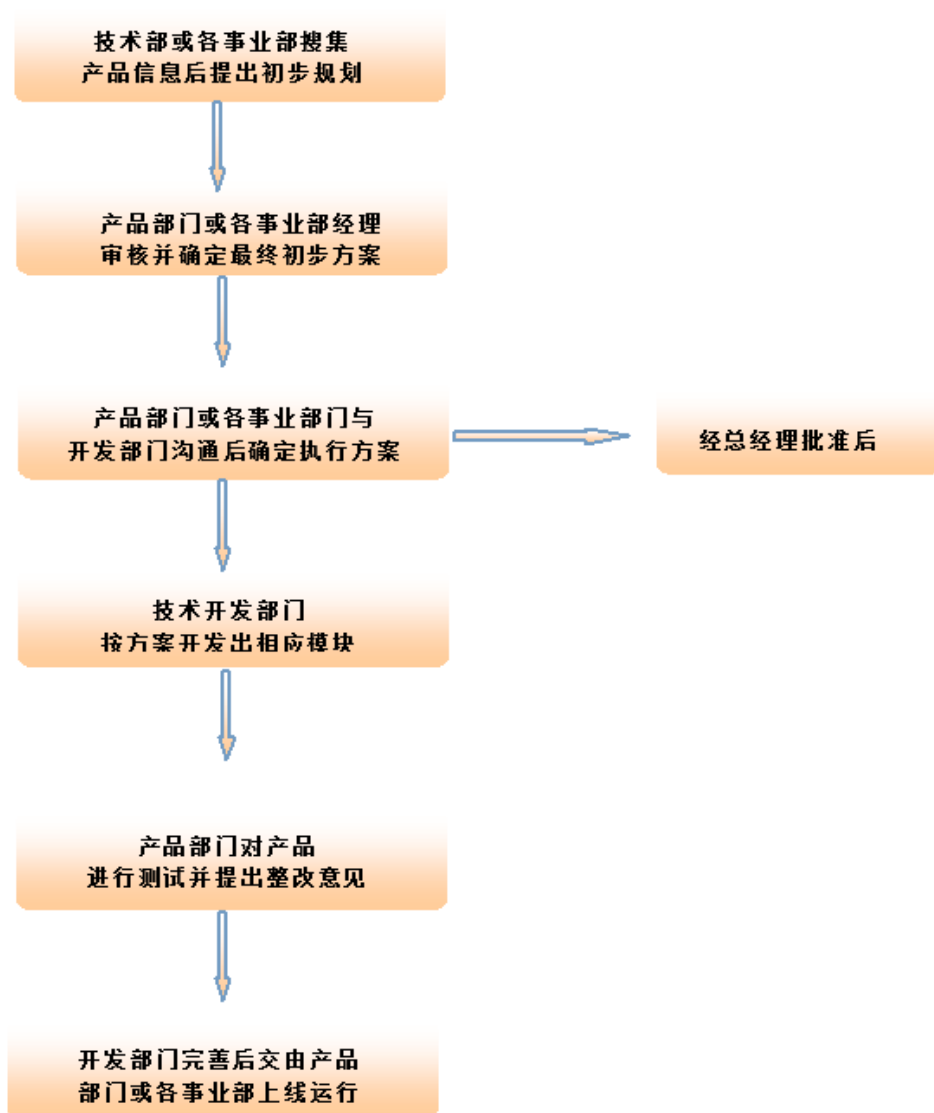 技术部或各事业部搜集
产品信息后提出初步规划
产品部门或各事业部经理
审核并确定最终初步方案
产品部门或各事业部门与
开发部门沟通后确定执行方案
经总经理批准后
技术开发部门
按方案开发出相应模块
产品部门对产品
进行测试并提出整改意见
开发部门完善后交由产品
部门或各事业部上线运行